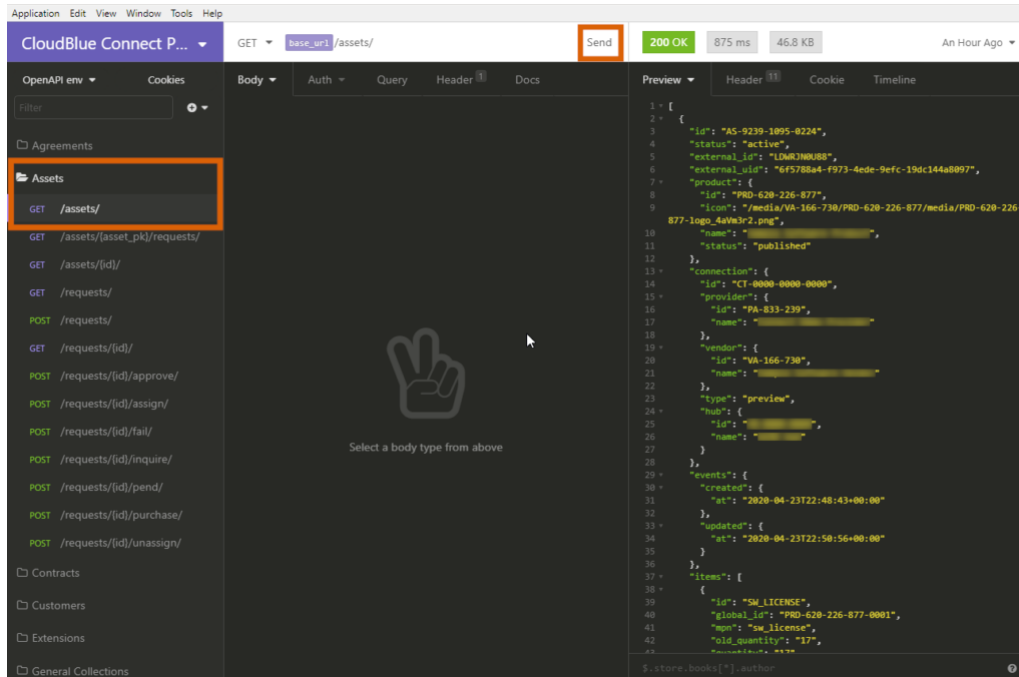 Application Edit View Window Tools Help
CloudBlue Connect P...
GET base_url /assets/
Send
200 OK 875 ms 46.8 KB An Hour Ago
OpenAPI env Cookies
Filter
Agreements
Assets
GET /assets/
GET /assets/{asset_pk}/requests/
GET /assets/{id}/
GET /requests/
POST /requests/
GET /requests/{id}/
POST /requests/{id}/approve/
POST /requests/{id}/assign/
POST /requests/{id}/fail/
POST /requests/{id}/inquire/
POST /requests/{id}/pend/
POST /requests/{id}/purchase/
POST /requests/{id}/unassign/
Contracts
Customers
Extensions
General Collections
Body Auth Query Header 1 Docs
Select a body type from above
Preview Header 11 Cookie Timeline
1 [
2 {
3 "id": "AS-9239-1095-0224",
4 "status": "active",
5 "external_id": "LDWRJN0U88",
6 "external_uid": "6f5788a4-f973-4ede-9efc-19dc144a8097",
7 "product": {
8 "id": "PRD-620-226-877",
9 "icon": "/media/VA-166-730/PRD-620-226-877/media/PRD-620-226-
877-logo_4aVm3r2.png",
10 "name": " ",
11 "status": "published"
12 },
13 "connection": {
14 "id": "CT-0000-0000-0000",
15 "provider": {
16 "id": "PA-833-239",
17 "name": " "
18 },
19 "vendor": {
20 "id": "VA-166-730",
21 "name": " "
22 },
23 "type": "preview",
24 "hub": {
25 "id": " ",
26 "name": " "
27 }
28 },
29 "events": {
30 "created": {
31 "at": "2020-04-23T22:48:43+00:00"
32 },
33 "updated": {
34 "at": "2020-04-23T22:50:56+00:00"
35 }
36 },
37 "items": [
38 {
39 "id": "SW_LICENSE",
40 "global_id": "PRD-620-226-877-0001",
41 "mpn": "sw_license",
42 "old_quantity": "17",
43 "quantity": "17"
$.store.books[*].author